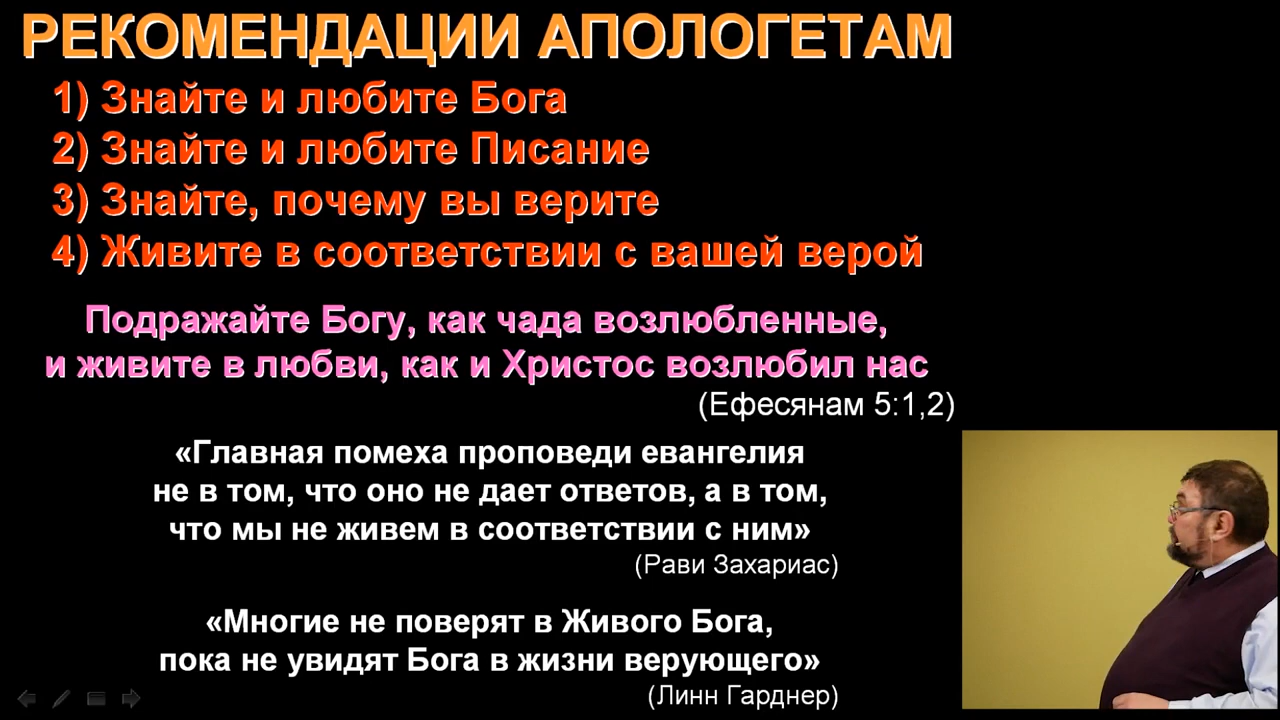 РЕКОМЕНДАЦИИ АПОЛОГЕТАМ
1) Знайте и любите Бога
2) Знайте и любите Писание
3) Знайте, почему вы верите
4) Живите в соответствии с вашей верой
Подражайте Богу, как чада возлюбленные,
и живите в любви, как и Христос возлюбил нас
(Ефесянам 5:1,2)
«Главная помеха проповеди евангелия
не в том, что оно не дает ответов, а в том,
что мы не живем в соответствии с ним»
(Рави Захариас)
«Многие не поверят в Живого Бога,
пока не увидят Бога в жизни верующего»
(Линн Гарднер)